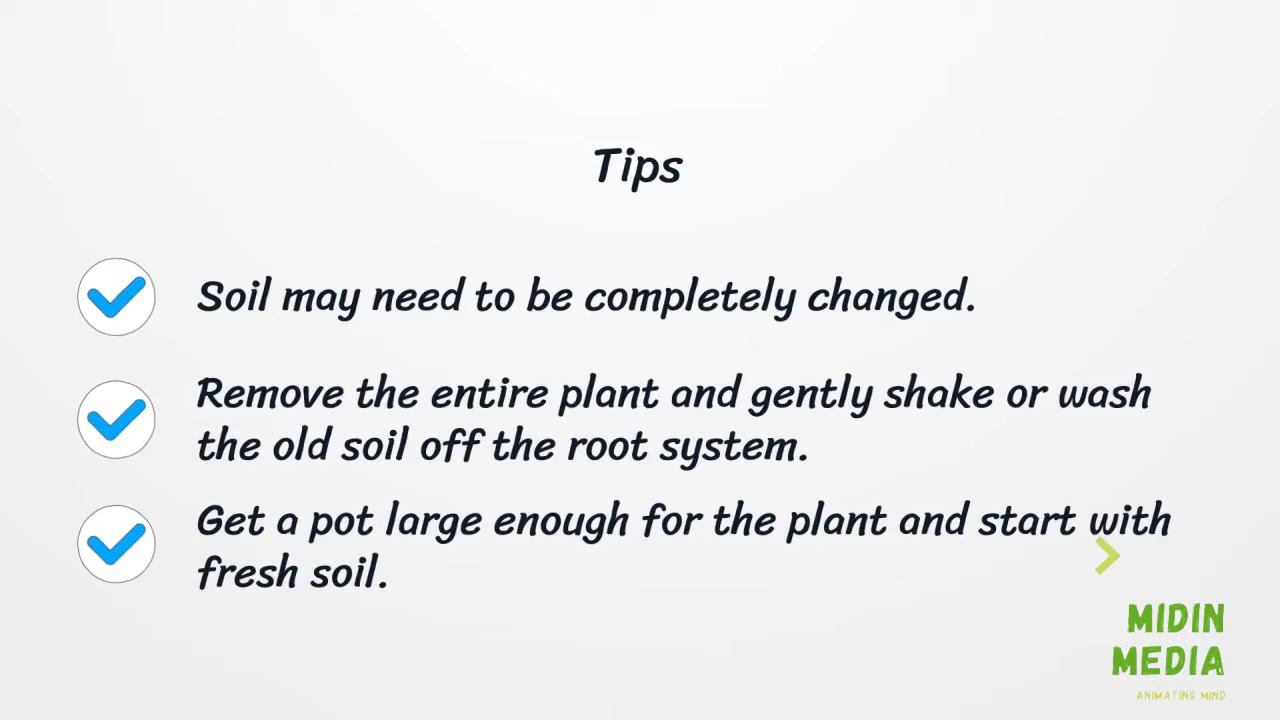 Tips
Soil may need to be completely changed.
Remove the entire plant and gently shake or wash
the old soil off the root system.
Get a pot large enough for the plant and start with
fresh soil.
MIDIN
MEDIA
ANIMATING MIND